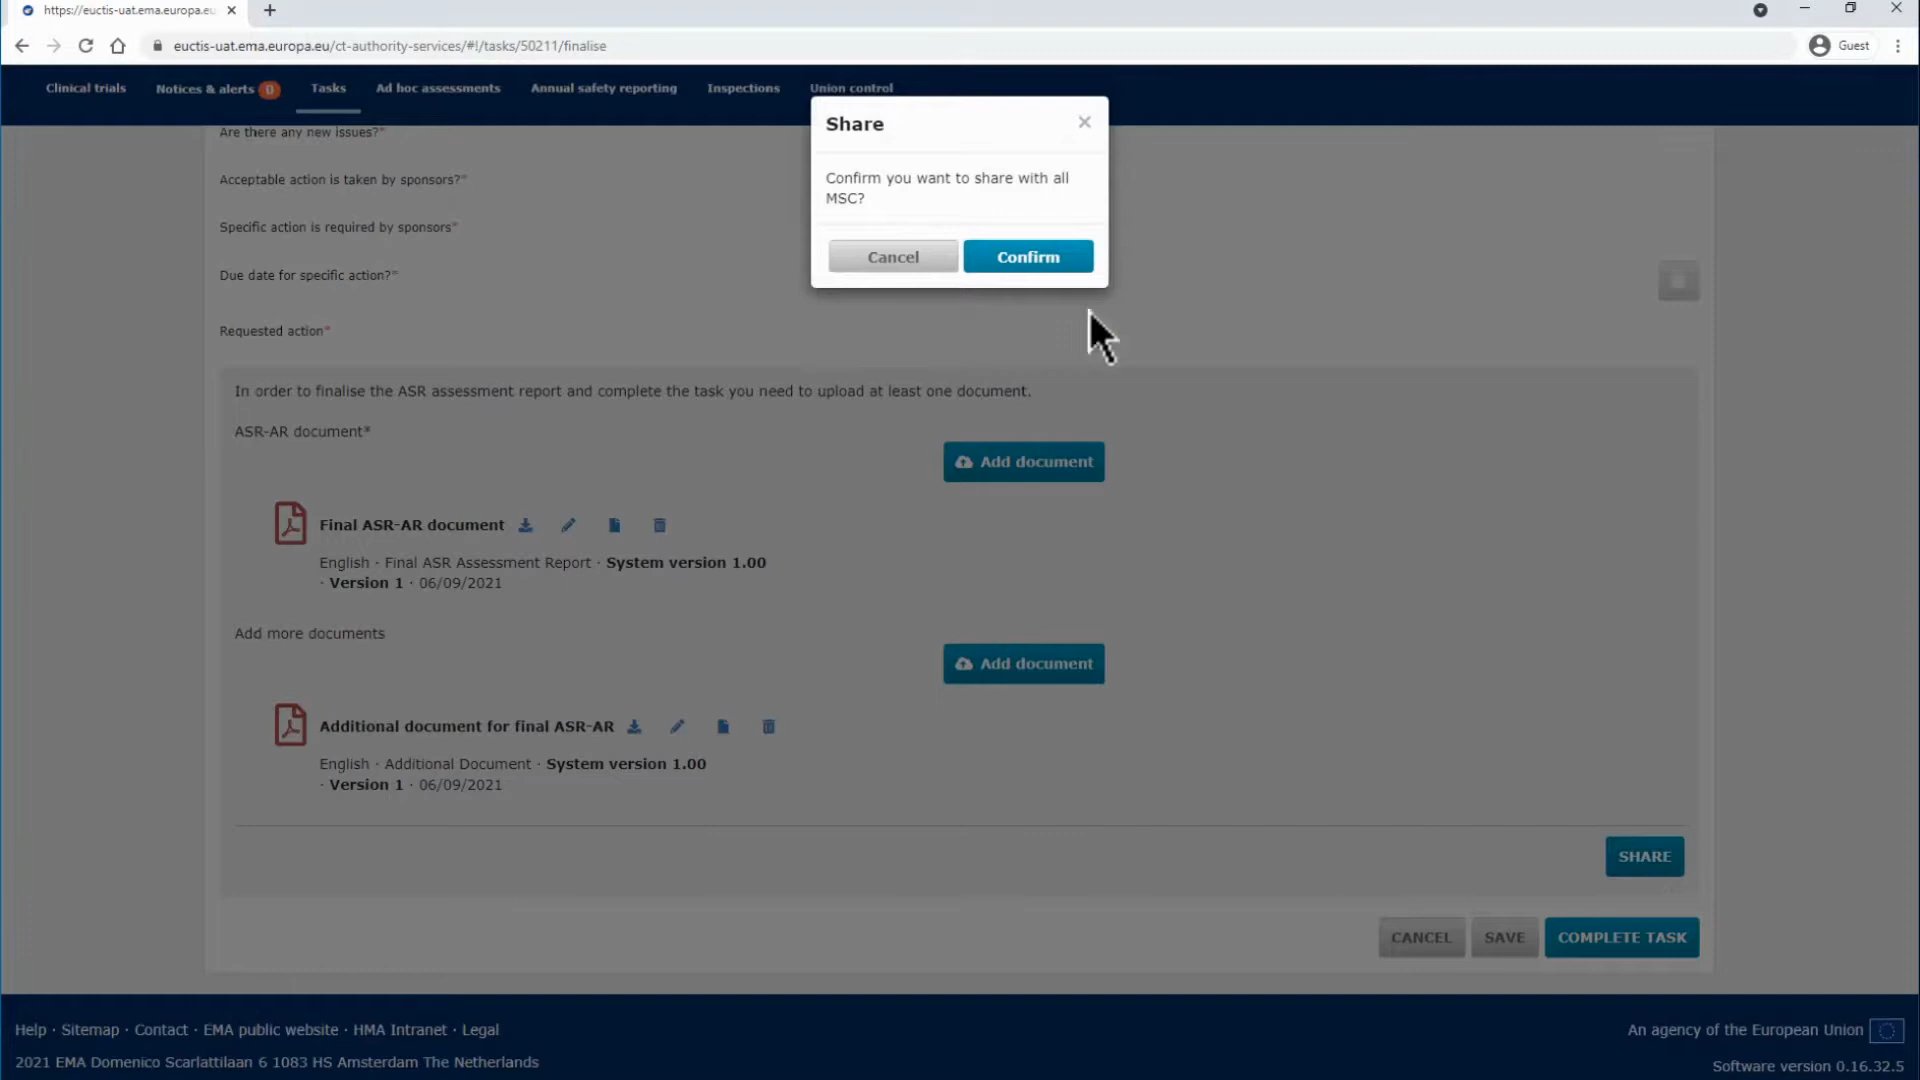 https://euctis-uat.ema.europa.eu
euctis-uat.ema.europa.eu/ct-authority-services/#!/tasks/50211/finalise
Guest
Clinical trials
Notices & alerts 0
Tasks
Ad hoc assessments
Annual safety reporting
Inspections
Union control
Share
Confirm you want to share with all
MSC?
Cancel
Confirm
Are there any new issues?*
Acceptable action is taken by sponsors?*
Specific action is required by sponsors*
Due date for specific action?*
Requested action*
In order to finalise the ASR assessment report and complete the task you need to upload at least one document.
ASR-AR document*
Add document
Final ASR-AR document
English · Final ASR Assessment Report · System version 1.00
· Version 1 · 06/09/2021
Add more documents
Add document
Additional document for final ASR-AR
English · Additional Document · System version 1.00
· Version 1 · 06/09/2021
SHARE
CANCEL
SAVE
COMPLETE TASK
Help · Sitemap · Contact · EMA public website · HMA Intranet · Legal
An agency of the European Union
2021 EMA Domenico Scarlattilaan 6 1083 HS Amsterdam The Netherlands
Software version 0.16.32.5